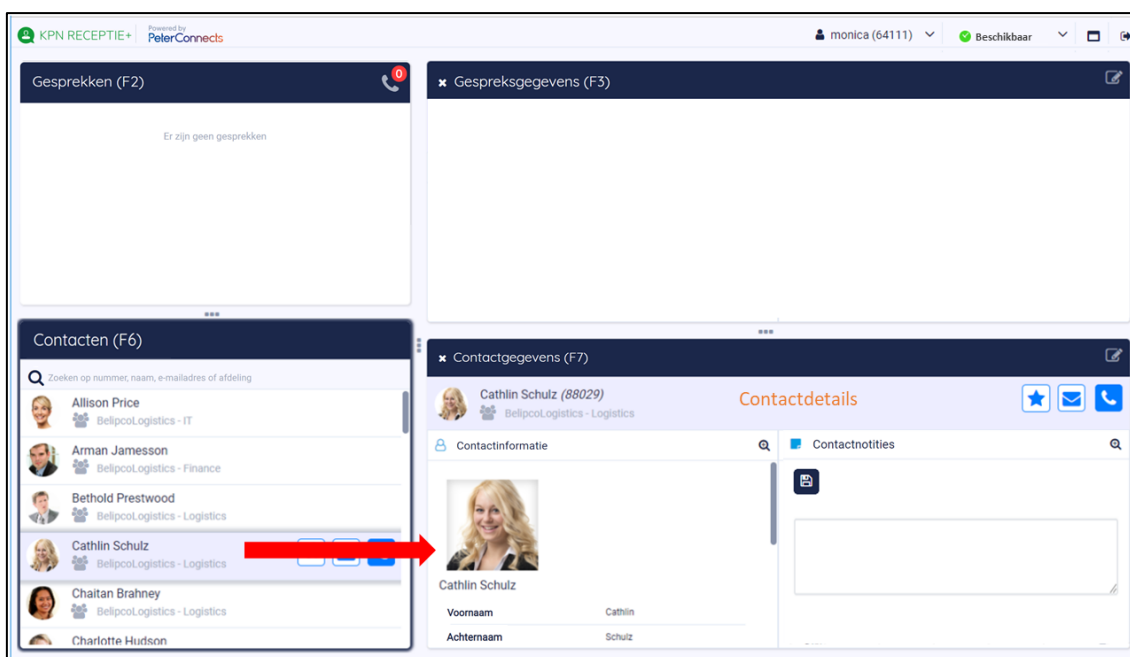 KPN RECEPTIE+
Powered by
PeterConnects
monica (64111)
Beschikbaar
Gesprekken (F2)
0
Er zijn geen gesprekken
Gespreksgegevens (F3)
Contacten (F6)
Zoeken op nummer, naam, e-mailadres of afdeling
Allison Price
BelipcoLogistics - IT
Arman Jamesson
BelipcoLogistics - Finance
Bethold Prestwood
BelipcoLogistics - Logistics
Cathlin Schulz
BelipcoLogistics - Logistics
Chaitan Brahney
BelipcoLogistics - Logistics
Charlotte Hudson
Contactgegevens (F7)
Cathlin Schulz (88029)
BelipcoLogistics - Logistics
Contactdetails
Contactinformatie
Cathlin Schulz
Voornaam Cathlin
Achternaam Schulz
Contactnotities